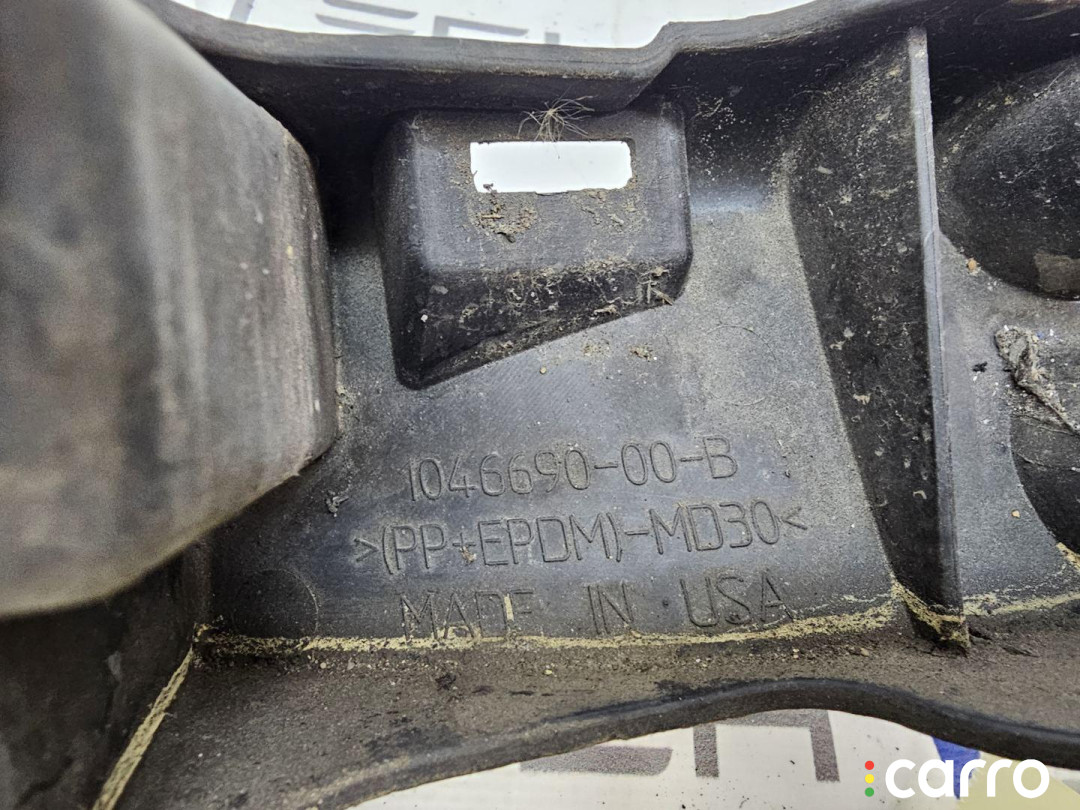 1046690-00-B
>(PP+EPDM)-MD30<
MADE IN USA
carro